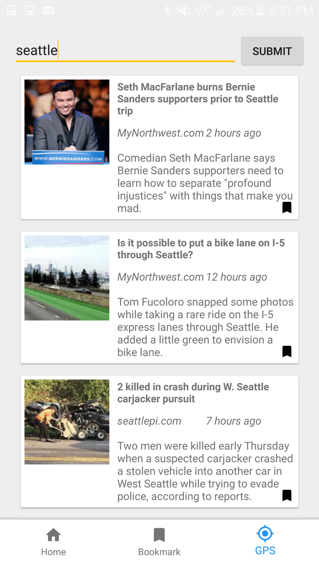 26% 5:31 PM
seattle
SUBMIT
Seth MacFarlane burns Bernie
Sanders supporters prior to Seattle
trip
MyNorthwest.com 2 hours ago
Comedian Seth MacFarlane says
Bernie Sanders supporters need to
learn how to separate "profound
injustices" with things that make you
mad.
WWW.BERNIESANDERS.COM
Is it possible to put a bike lane on I-5
through Seattle?
MyNorthwest.com 12 hours ago
Tom Fucoloro snapped some photos
while taking a rare ride on the I-5
express lanes through Seattle. He
added a little green to envision a
bike lane.
2 killed in crash during W. Seattle
carjacker pursuit
seattlepi.com 7 hours ago
Two men were killed early Thursday
when a suspected carjacker crashed
a stolen vehicle into another car in
West Seattle while trying to evade
police, according to reports.
Home Bookmark GPS